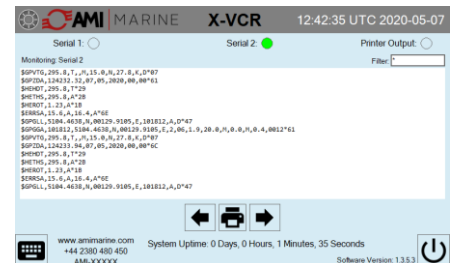 AMI MARINE X-VCR 12:42:35 UTC 2020-05-07
Serial 1: Serial 2: Printer Output:
Monitoring: Serial 2 Filter: *
$GPVTG,295.8,T,,M,15.0,N,27.8,K,D*07
$GPZDA,124232.32,07,05,2020,00,00*61
$HEHDT,295.8,T*29
$HETHS,295.8,A*2B
$HEROT,1.23,A*1B
$ERRSA,15.6,A,16.4,A*6E
$GPGLL,5104.4638,N,00129.9105,E,101812,A,D*47
$GPGGA,101812,5104.4638,N,00129.9105,E,2,06,1.9,20.0,M,0.0,M,0.4,0012*61
$GPVTG,295.8,T,,M,15.0,N,27.8,K,D*07
$GPZDA,124233.94,07,05,2020,00,00*6C
$HEHDT,295.8,T*29
$HETHS,295.8,A*2B
$HEROT,1.23,A*1B
$ERRSA,15.6,A,16.4,A*6E
$GPGLL,5104.4638,N,00129.9105,E,101812,A,D*47
www.amimarine.com
+44 2380 480 450
AMI-XXXXX
System Uptime: 0 Days, 0 Hours, 1 Minutes, 35 Seconds
Software Version: 1.3.5.3